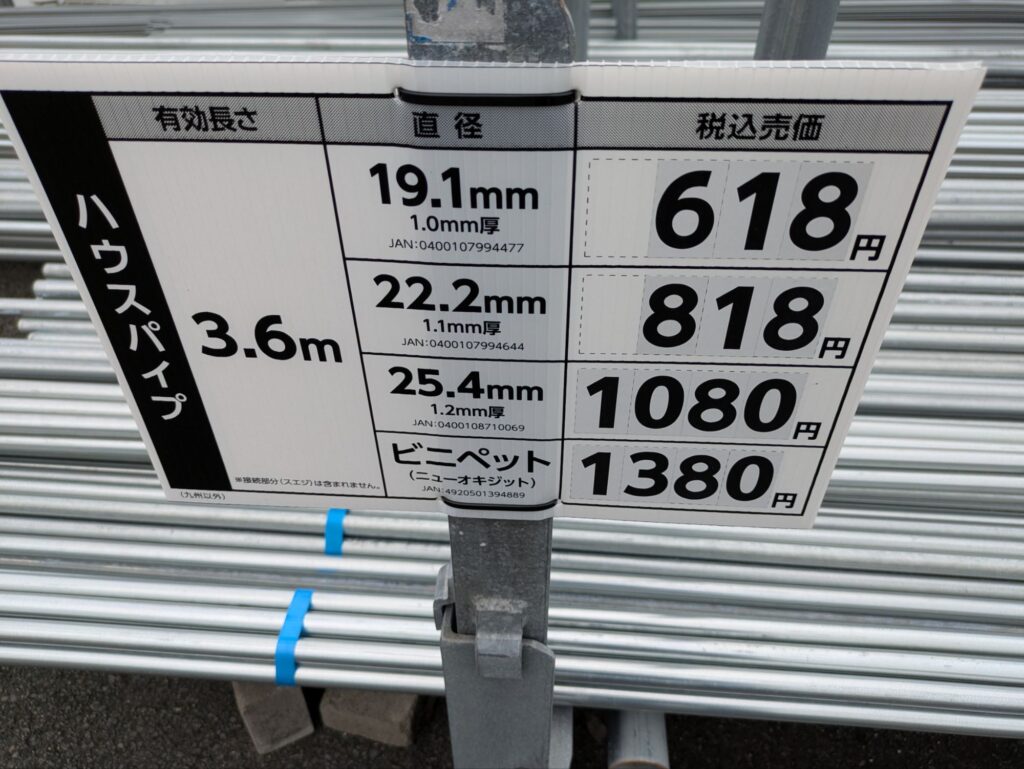 有効長さ
直径
税込売価
ハウスパイプ
3.6m
※接続部分(スエジ)は含まれません。
19.1mm
1.0mm厚
JAN:0400107994477
618円
22.2mm
1.1mm厚
JAN:0400107994644
818円
25.4mm
1.2mm厚
JAN:0400108710069
1080円
ビニペット
(ニューオキジット)
JAN:4920501394889
1380円
(九州以外)